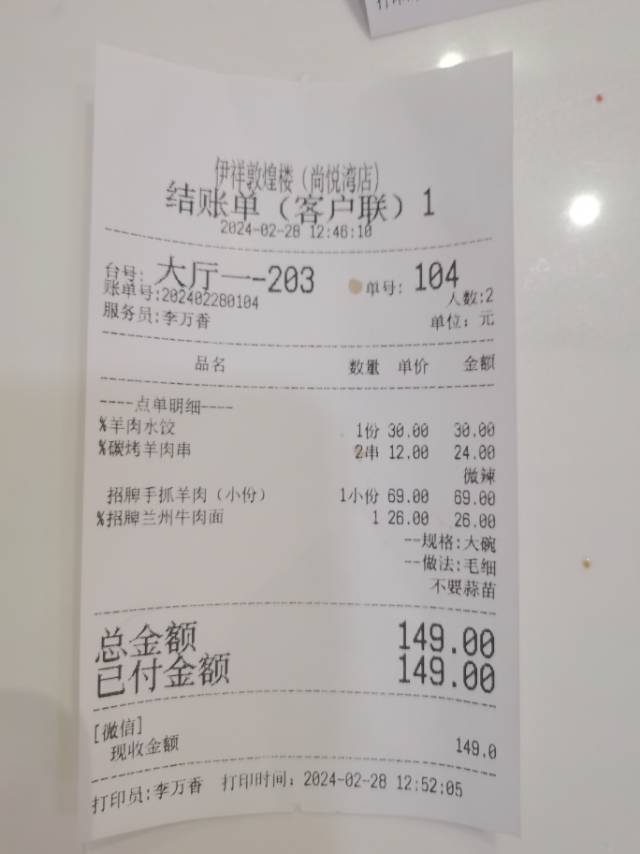 伊祥敦煌楼（尚悦湾店）
结账单（客户联）1
2024-02-28 12:46:10
台号: 大厅一-203 单号: 104
账单号:202402280104 人数:2
服务员:李万香 单位: 元
品名 数量 单价 金额
----点单明细----
%羊肉水饺 1份 30.00 30.00
%碳烤羊肉串 2串 12.00 24.00
微辣
招牌手抓羊肉（小份） 1小份 69.00 69.00
%招牌兰州牛肉面 1 26.00 26.00
--规格:大碗
--做法:毛细
不要蒜苗
总金额 149.00
已付金额 149.00
[微信]
现收金额 149.0
打印员:李万香 打印时间: 2024-02-28 12:52:05